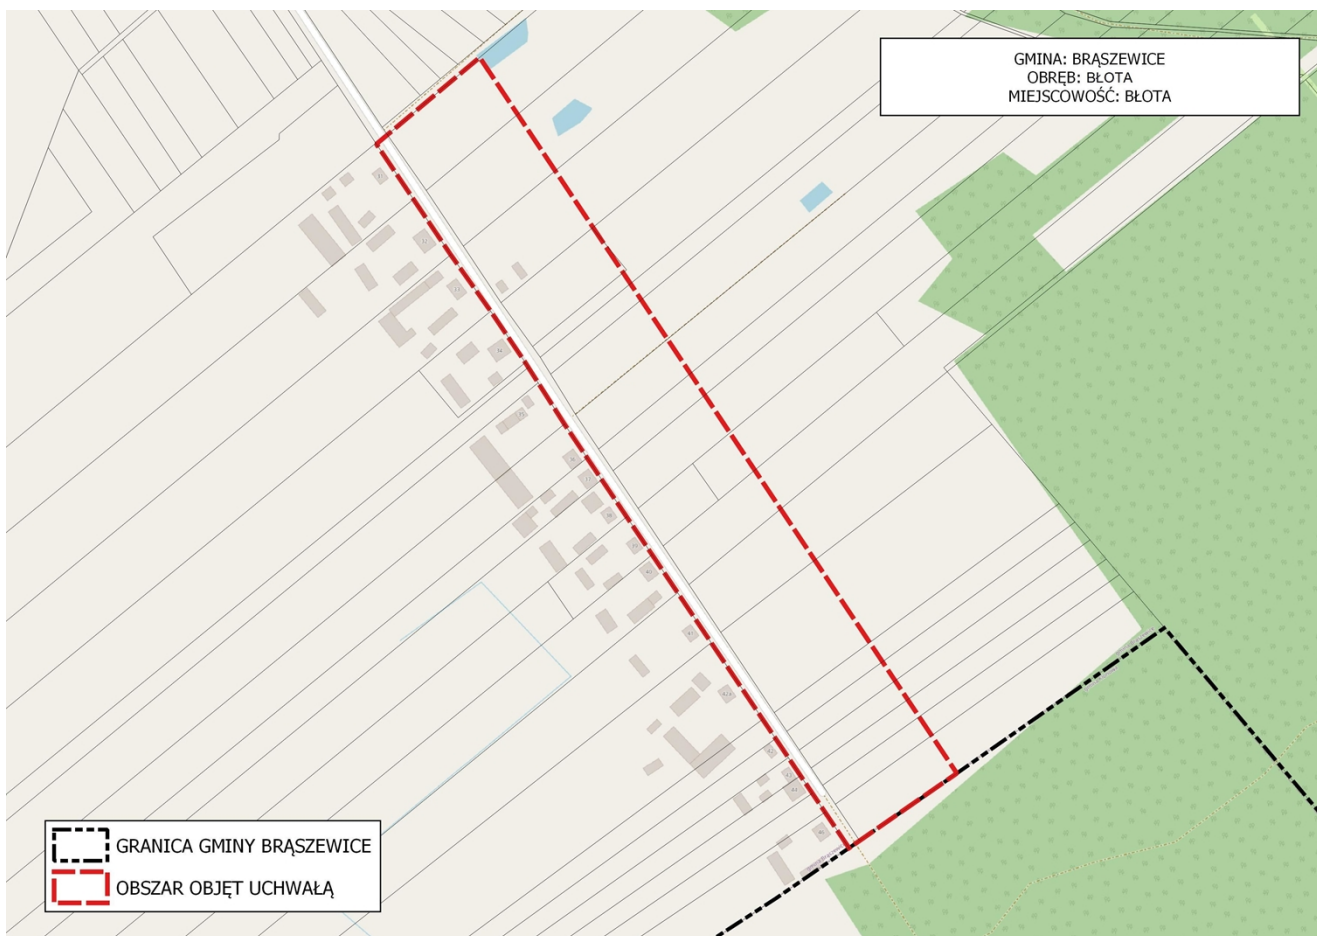 GMINA: BRĄSZEWICE
OBRĘB: BŁOTA
MIEJSCOWOŚĆ: BŁOTA
GRANICA GMINY BRĄSZEWICE
OBSZAR OBJĘT UCHWAŁĄ